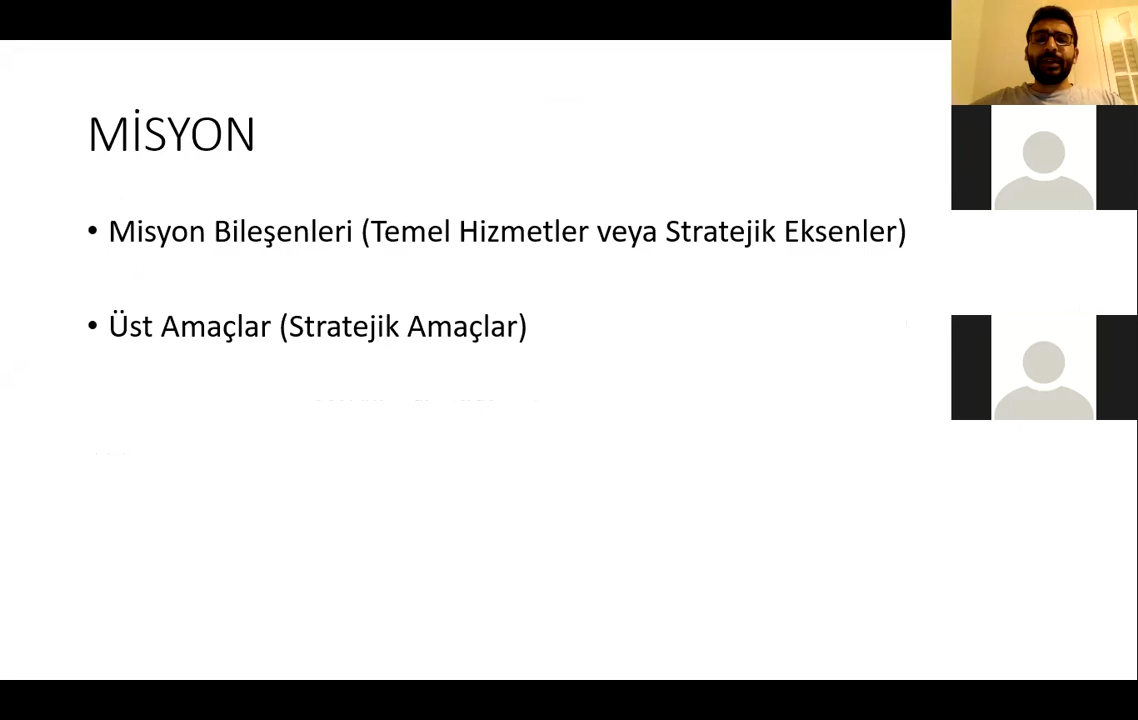 MİSYON
• Misyon Bileşenleri (Temel Hizmetler veya Stratejik Eksenler)
• Üst Amaçlar (Stratejik Amaçlar)